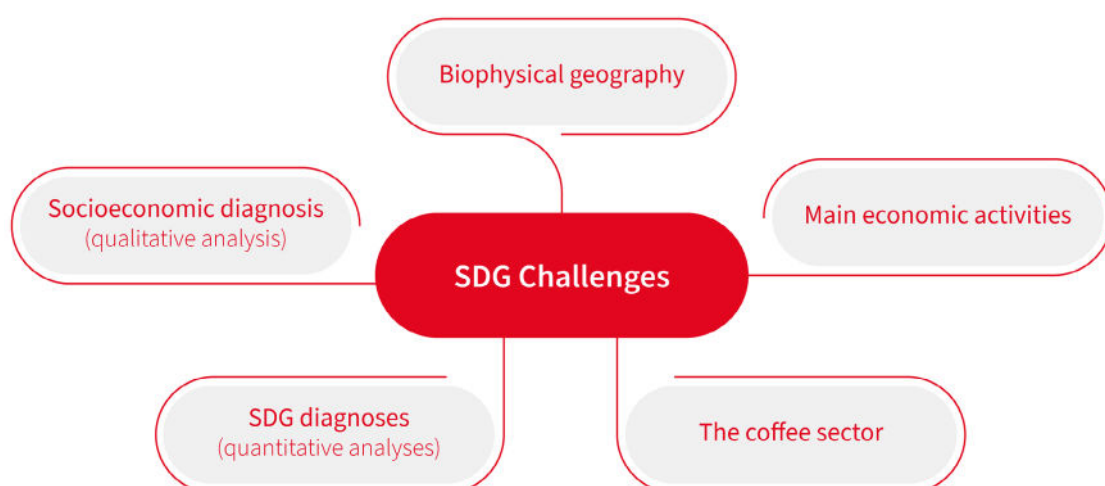 Biophysical geography
Socioeconomic diagnosis
(qualitative analysis)
Main economic activities
SDG Challenges
SDG diagnoses
(quantitative analyses)
The coffee sector